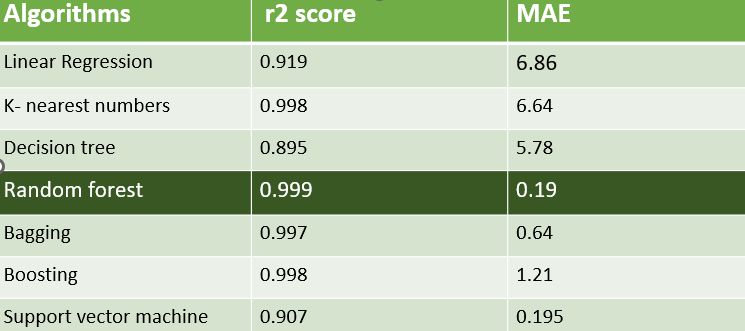 Algorithms r2 score MAE
Linear Regression 0.919 6.86
K- nearest numbers 0.998 6.64
Decision tree 0.895 5.78
Random forest 0.999 0.19
Bagging 0.997 0.64
Boosting 0.998 1.21
Support vector machine 0.907 0.195